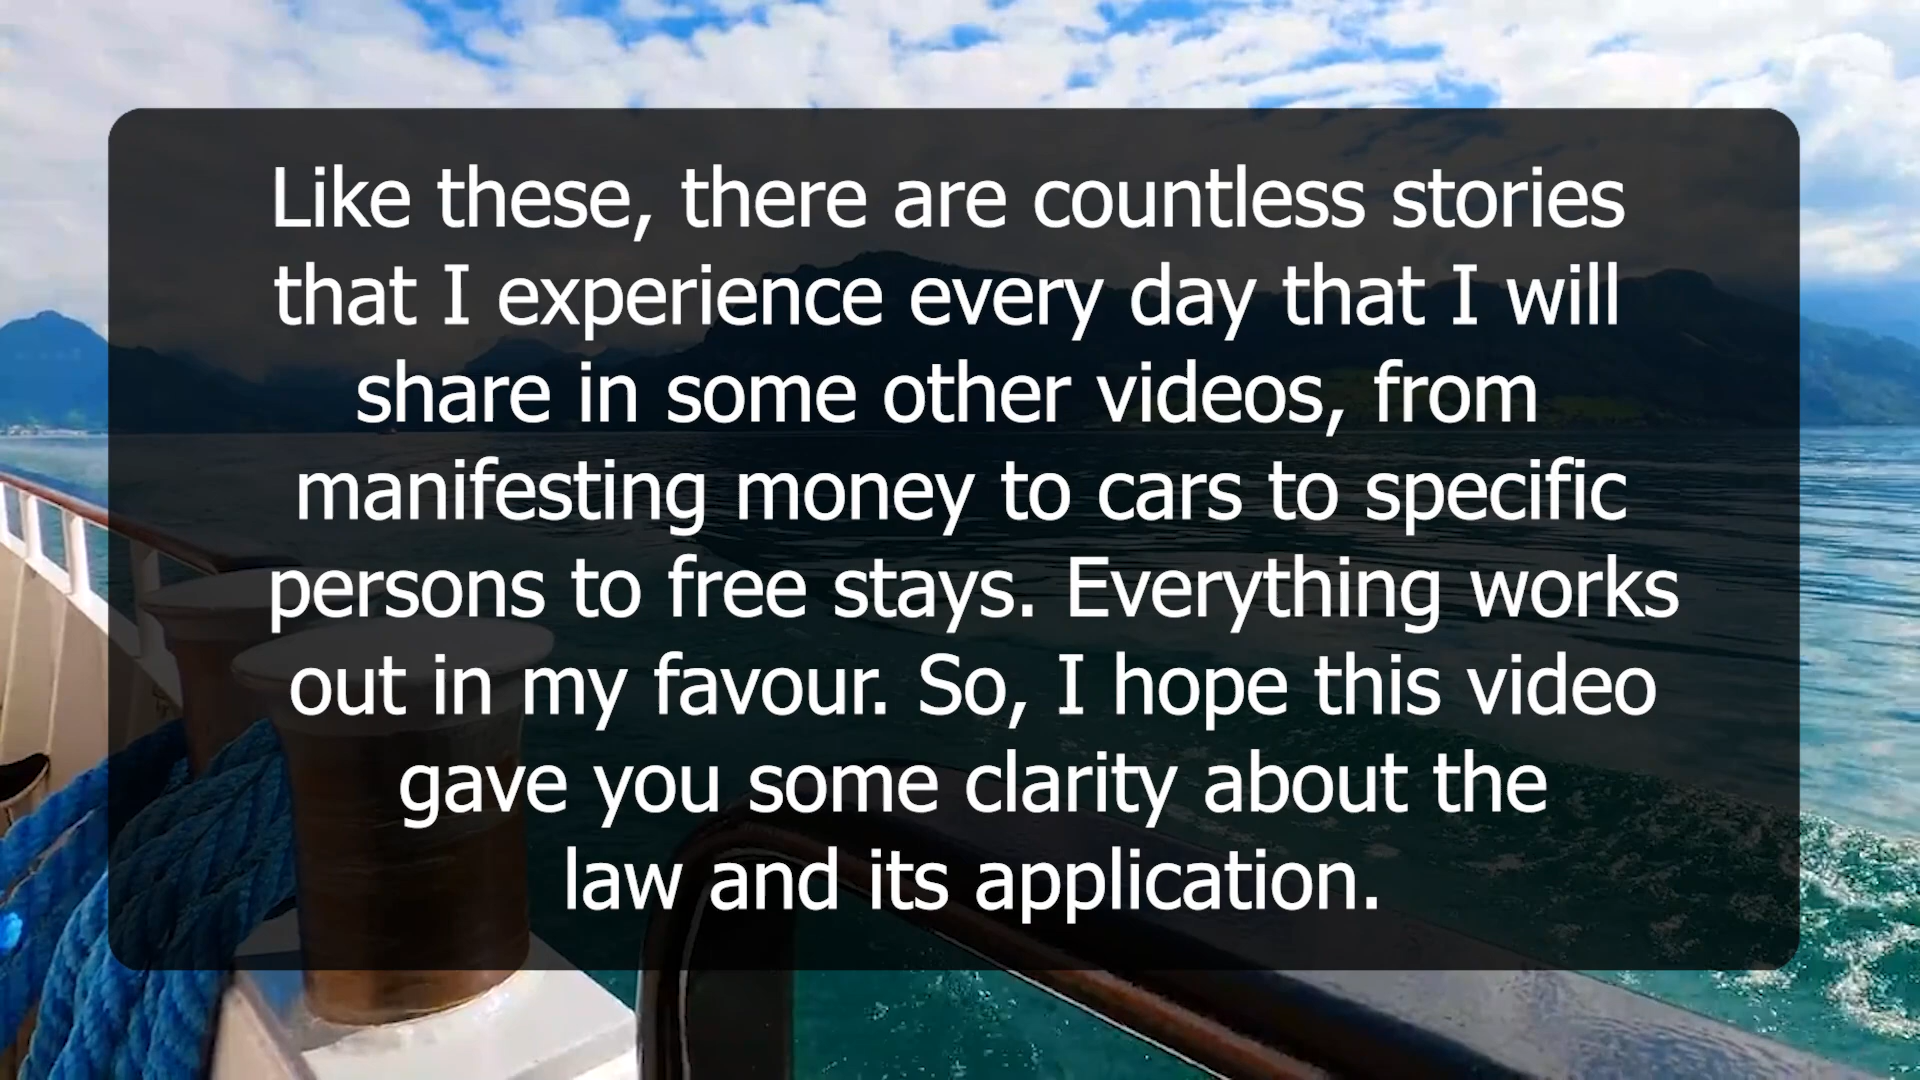 Like these, there are countless stories
that I experience every day that I will
share in some other videos, from
manifesting money to cars to specific
persons to free stays. Everything works
out in my favour. So, I hope this video
gave you some clarity about the
law and its application.